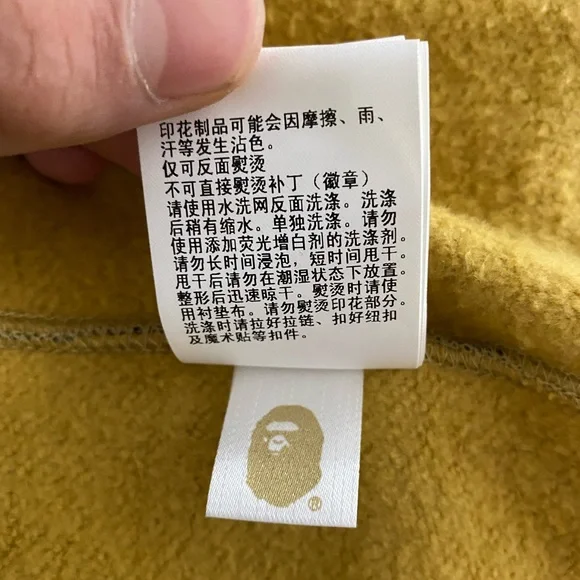 印花制品可能会因摩擦、雨、
汗等发生沾色。
仅可反面熨烫
不可直接熨烫补丁（徽章）
请使用水洗网反面洗涤。洗涤
后稍有缩水。单独洗涤。请勿
使用添加荧光增白剂的洗涤剂。
请勿长时间浸泡，短时间甩干。
甩干后请勿在潮湿状态下放置。
整形后迅速晾干。熨烫时请使
用衬垫布。请勿熨烫印花部分。
洗涤时请拉好拉链、扣好纽扣
及魔术贴等扣件。
®